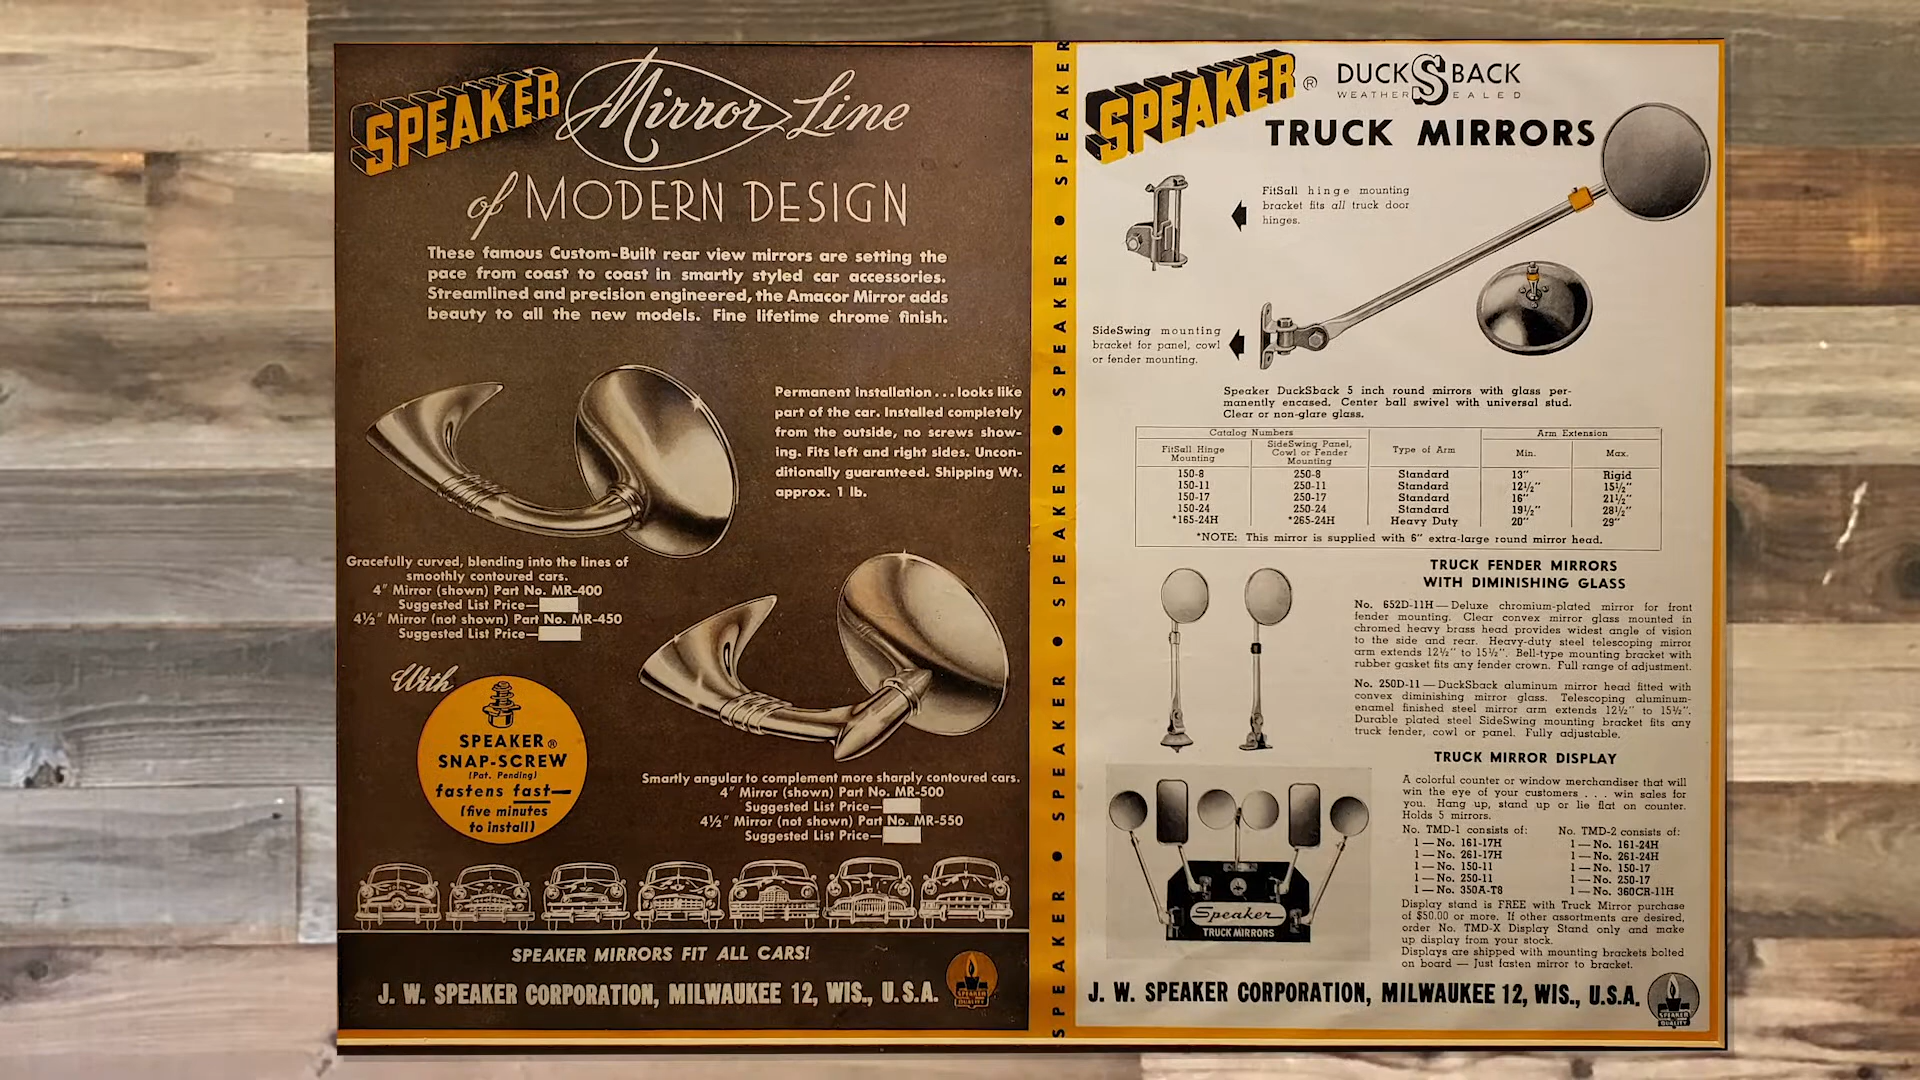 SPEAKER Mirror Line
of MODERN DESIGN
These famous Custom-Built rear view mirrors are setting the
pace from coast to coast in smartly styled car accessories.
Streamlined and precision engineered, the Amacor Mirror adds
beauty to all the new models. Fine lifetime chrome finish.
Permanent Installation . . . looks like
part of the car. Installed completely
from the outside, no screws show-
ing. Fits left and right sides. Uncon-
ditionally guaranteed. Shipping Wt.
approx. 1 lb.
Gracefully curved, blending into the lines of
smoothly contoured cars.
4" Mirror (shown) Part No. MR-400
Suggested List Price—
4½" Mirror (not shown) Part No. MR-450
Suggested List Price—
With
SPEAKER®
SNAP-SCREW
(Pat. Pending)
fastens fast—
(five minutes
to install)
Smartly angular to complement more sharply contoured cars.
4" Mirror (shown) Part No. MR-500
Suggested List Price—
4½" Mirror (not shown) Part No. MR-550
Suggested List Price—
SPEAKER MIRRORS FIT ALL CARS!
J. W. SPEAKER CORPORATION, MILWAUKEE 12, WIS., U.S.A.
SPEAKER
QUALITY
SPEAKER • SPEAKER • SPEAKER • SPEAKER • SPEAKER
SPEAKER® DUCKSBACK
WEATHER SEALED
TRUCK MIRRORS
FitSall hinge mounting
bracket fits all truck door
hinges.
SideSwing mounting
bracket for panel, cowl
or fender mounting.
Speaker DuckSback 5 inch round mirrors with glass per-
manently encased. Center ball swivel with universal stud.
Clear or non-glare glass.
Catalog Numbers Arm Extension
FitSall Hinge Mounting SideSwing Panel, Cowl or Fender Mounting Type of Arm Min. Max.
150-8 250-8 Standard 13" Rigid
150-11 250-11 Standard 12½" 15½"
150-17 250-17 Standard 16" 21½"
150-24 250-24 Standard 19½" 28½"
*165-24H *265-24H Heavy Duty 20" 29"
*NOTE: This mirror is supplied with 6" extra-large round mirror head.
TRUCK FENDER MIRRORS
WITH DIMINISHING GLASS
No. 652D-11H—Deluxe chromium-plated mirror for front
fender mounting. Clear convex mirror glass mounted in
chromed heavy brass head provides widest angle of vision
to the side and rear. Heavy-duty steel telescoping mirror
arm extends 12½" to 15½". Bell-type mounting bracket with
rubber gasket fits any fender crown. Full range of adjustment.
No. 250D-11—DuckSback aluminum mirror head fitted with
convex diminishing mirror glass. Telescoping aluminum-
enamel finished steel mirror arm extends 12½" to 15½".
Durable plated steel SideSwing mounting bracket fits any
truck fender, cowl or panel. Fully adjustable.
TRUCK MIRROR DISPLAY
A colorful counter or window merchandiser that will
win the eye of your customers . . . win sales for
you. Hang up, stand up or lie flat on counter.
Holds 5 mirrors.
No. TMD-1 consists of: No. TMD-2 consists of:
1—No. 161-17H 1—No. 161-24H
1—No. 261-17H 1—No. 261-24H
1—No. 150-11 1—No. 150-17
1—No. 250-11 1—No. 250-17
1—No. 350A-T8 1—No. 360CR-11H
Display stand is FREE with Truck Mirror purchase
of $50.00 or more. If other assortments are desired,
order No. TMD-X Display Stand only and make
up display from your stock.
Displays are shipped with mounting brackets bolted
on board — Just fasten mirror to bracket.
Speaker
TRUCK MIRRORS
J. W. SPEAKER CORPORATION, MILWAUKEE 12, WIS., U.S.A.
SPEAKER
QUALITY